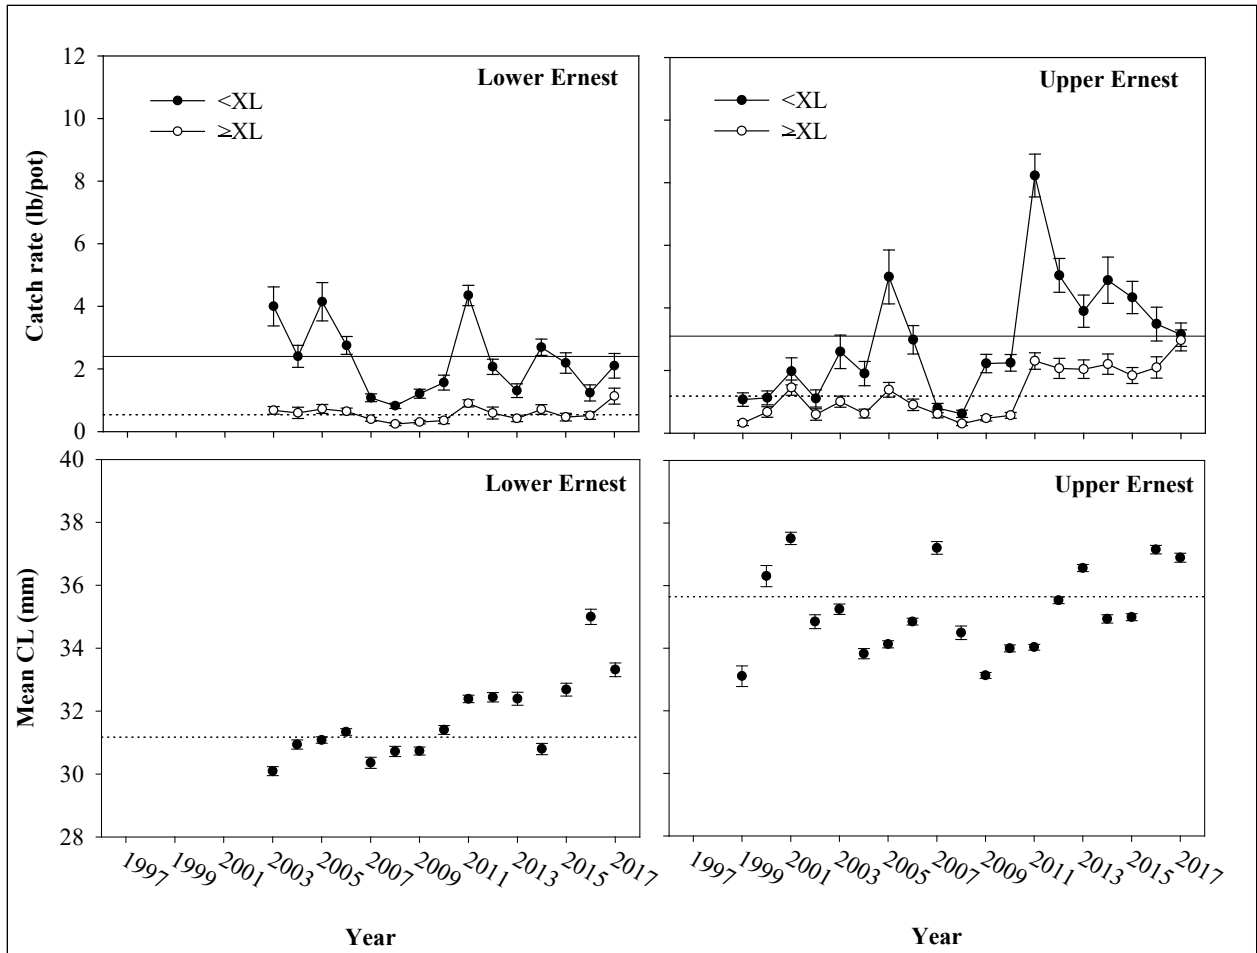 Lower Ernest
<XL
≥XL
12
10
8
6
4
2
0
Catch rate (lb/pot)
Upper Ernest
<XL
≥XL
Lower Ernest
40
38
36
34
32
30
28
Mean CL (mm)
Upper Ernest
1997 1999 2001 2003 2005 2007 2009 2011 2013 2015 2017
Year
1997 1999 2001 2003 2005 2007 2009 2011 2013 2015 2017
Year